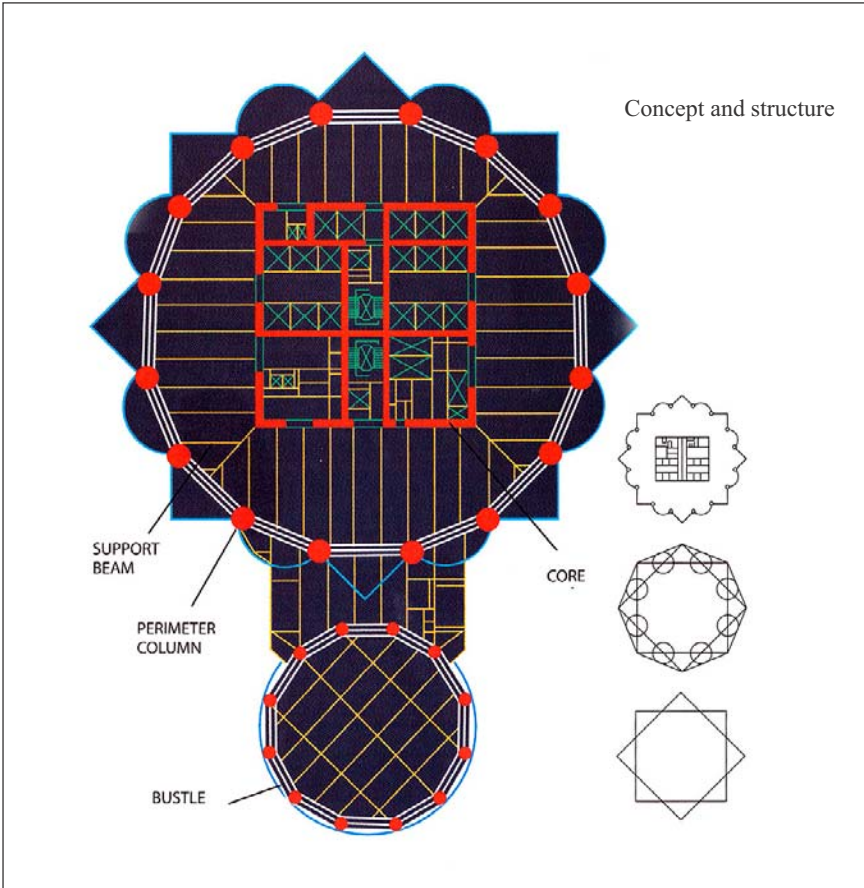 Concept and structure
SUPPORT
BEAM
CORE
PERIMETER
COLUMN
BUSTLE